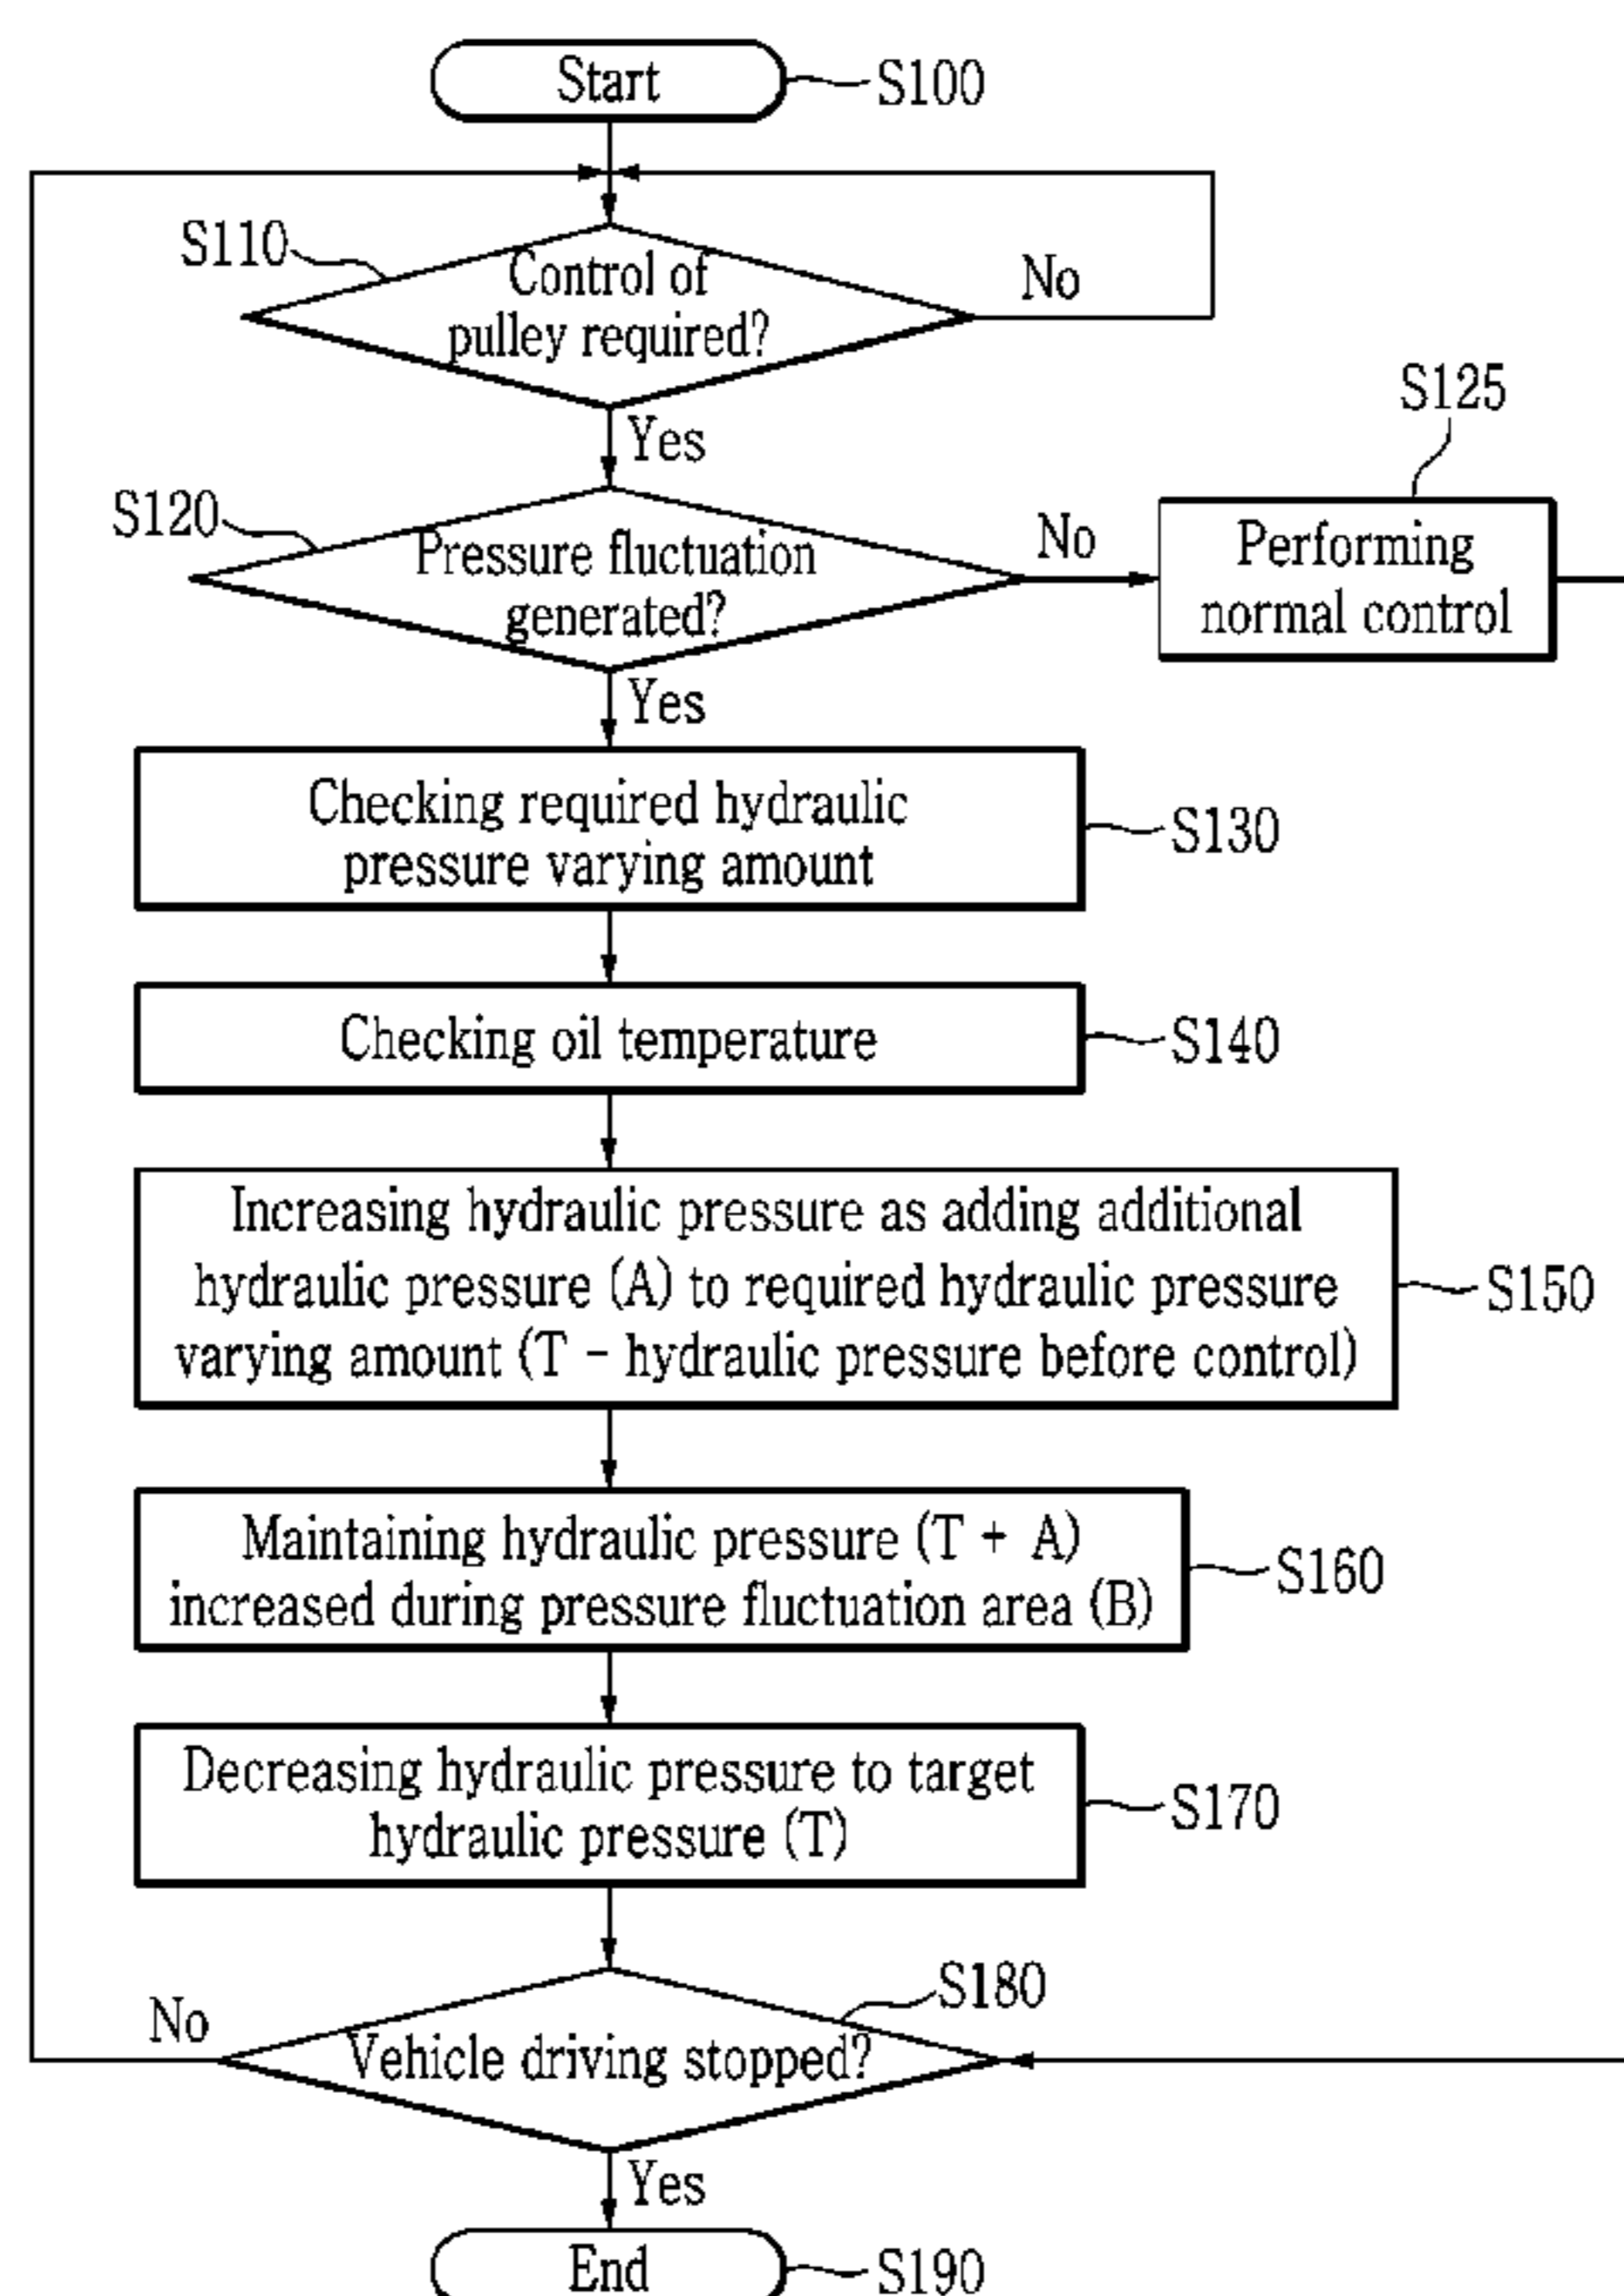 Start
S100
S110
Control of
pulley required?
No
Yes
S125
S120
Pressure fluctuation
generated?
No
Performing
normal control
Yes
Checking required hydraulic
pressure varying amount
S130
Checking oil temperature
S140
Increasing hydraulic pressure as adding additional
hydraulic pressure (A) to required hydraulic pressure
varying amount (T - hydraulic pressure before control)
S150
Maintaining hydraulic pressure (T + A)
increased during pressure fluctuation area (B)
S160
Decreasing hydraulic pressure to target
hydraulic pressure (T)
S170
S180
No
Vehicle driving stopped?
Yes
End
S190